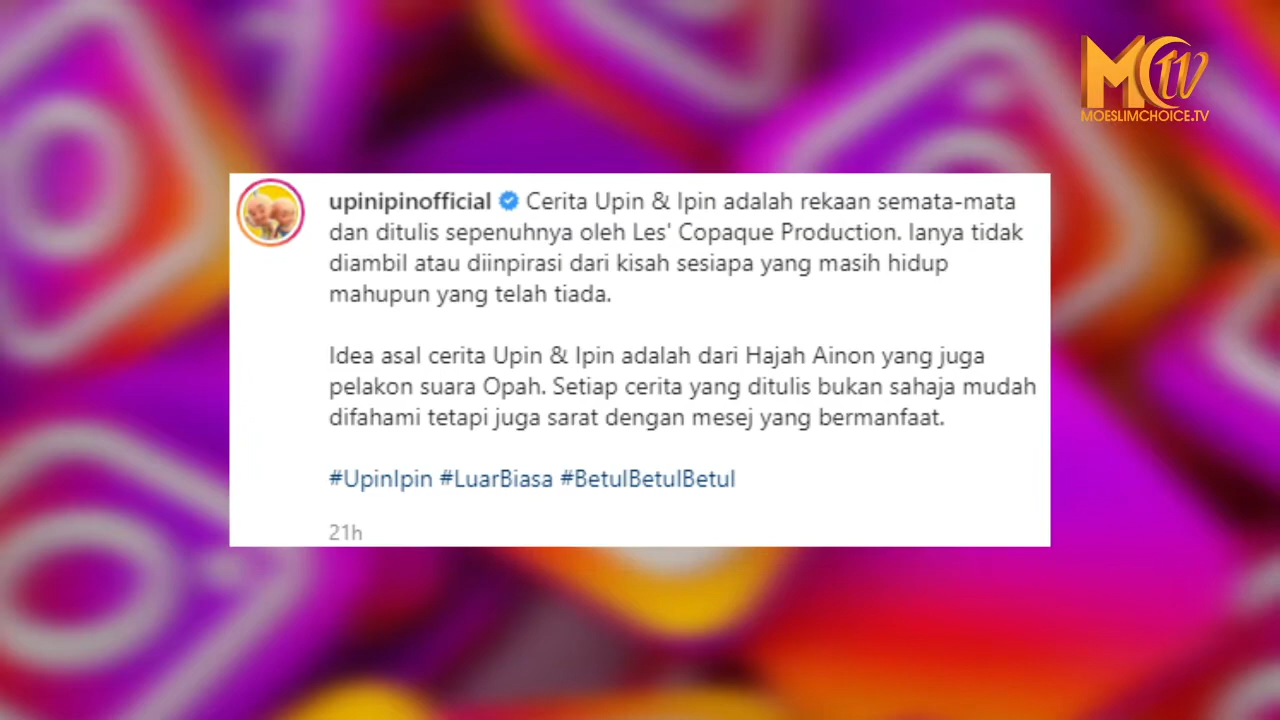 MCTV
MOESLIMCHOICE.TV
upinipinofficial Cerita Upin & Ipin adalah rekaan semata-mata
dan ditulis sepenuhnya oleh Les' Copaque Production. Ianya tidak
diambil atau diinpirasi dari kisah sesiapa yang masih hidup
mahupun yang telah tiada.
Idea asal cerita Upin & Ipin adalah dari Hajah Ainon yang juga
pelakon suara Opah. Setiap cerita yang ditulis bukan sahaja mudah
difahami tetapi juga sarat dengan mesej yang bermanfaat.
#UpinIpin #LuarBiasa #BetulBetulBetul
21h